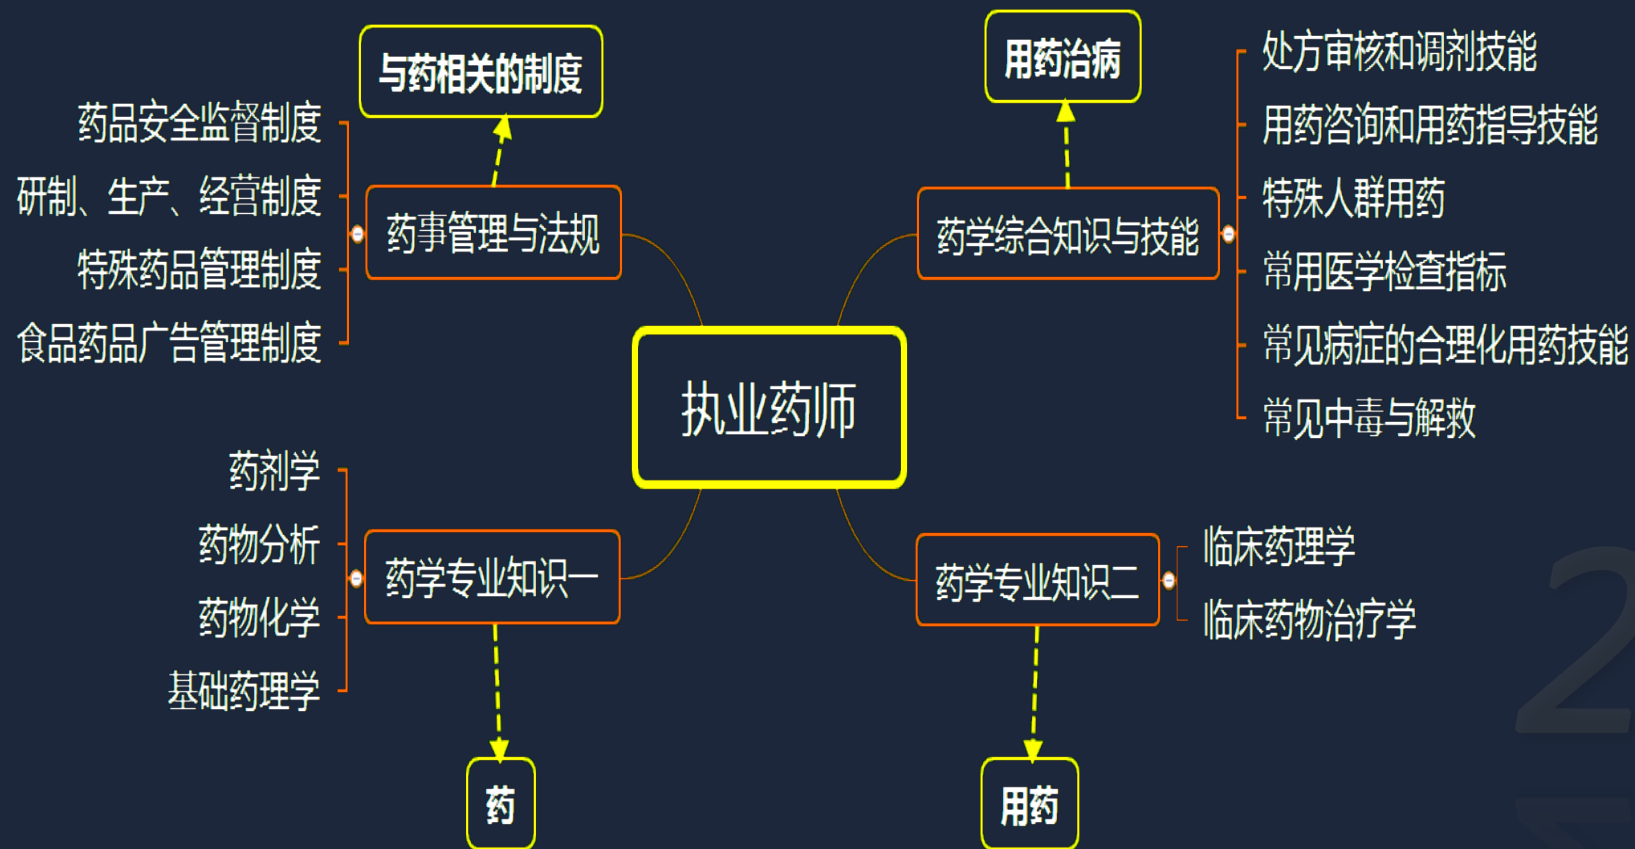 与药相关的制度
药品安全监督制度
研制、生产、经营制度
特殊药品管理制度
食品药品广告管理制度
药事管理与法规
用药治病
药学综合知识与技能
处方审核和调剂技能
用药咨询和用药指导技能
特殊人群用药
常用医学检查指标
常见病症的合理化用药技能
常见中毒与解救
执业药师
药剂学
药物分析
药物化学
基础药理学
药学专业知识一
药
药学专业知识二
临床药理学
临床药物治疗学
用药
2